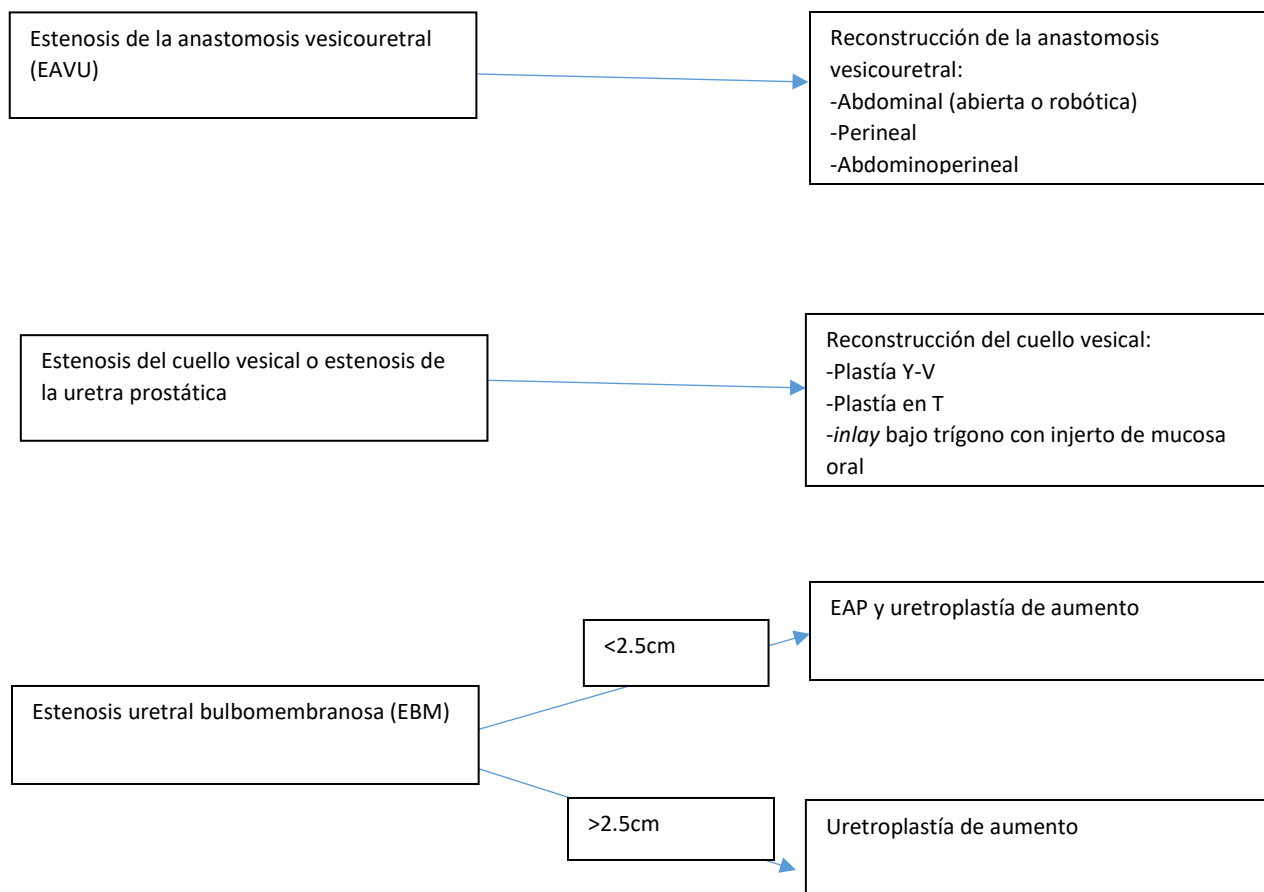 Estenosis de la anastomosis vesicouretral
(EAVU)
Reconstrucción de la anastomosis
vesicouretral:
-Abdominal (abierta o robótica)
-Perineal
-Abdominoperineal
Estenosis del cuello vesical o estenosis de
la uretra prostática
Reconstrucción del cuello vesical:
-Plastía Y-V
-Plastía en T
-inlay bajo trígono con injerto de mucosa
oral
Estenosis uretral bulbomembranosa (EBM)
<2.5cm
EAP y uretroplastía de aumento
>2.5cm
Uretroplastía de aumento